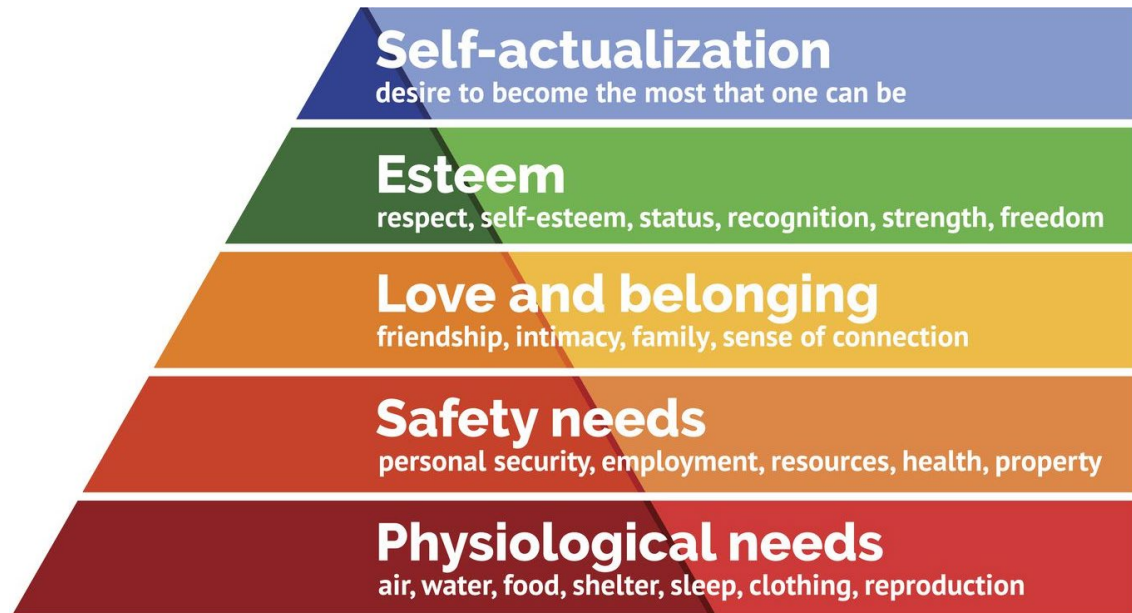 Self-actualization
desire to become the most that one can be
Esteem
respect, self-esteem, status, recognition, strength, freedom
Love and belonging
friendship, intimacy, family, sense of connection
Safety needs
personal security, employment, resources, health, property
Physiological needs
air, water, food, shelter, sleep, clothing, reproduction